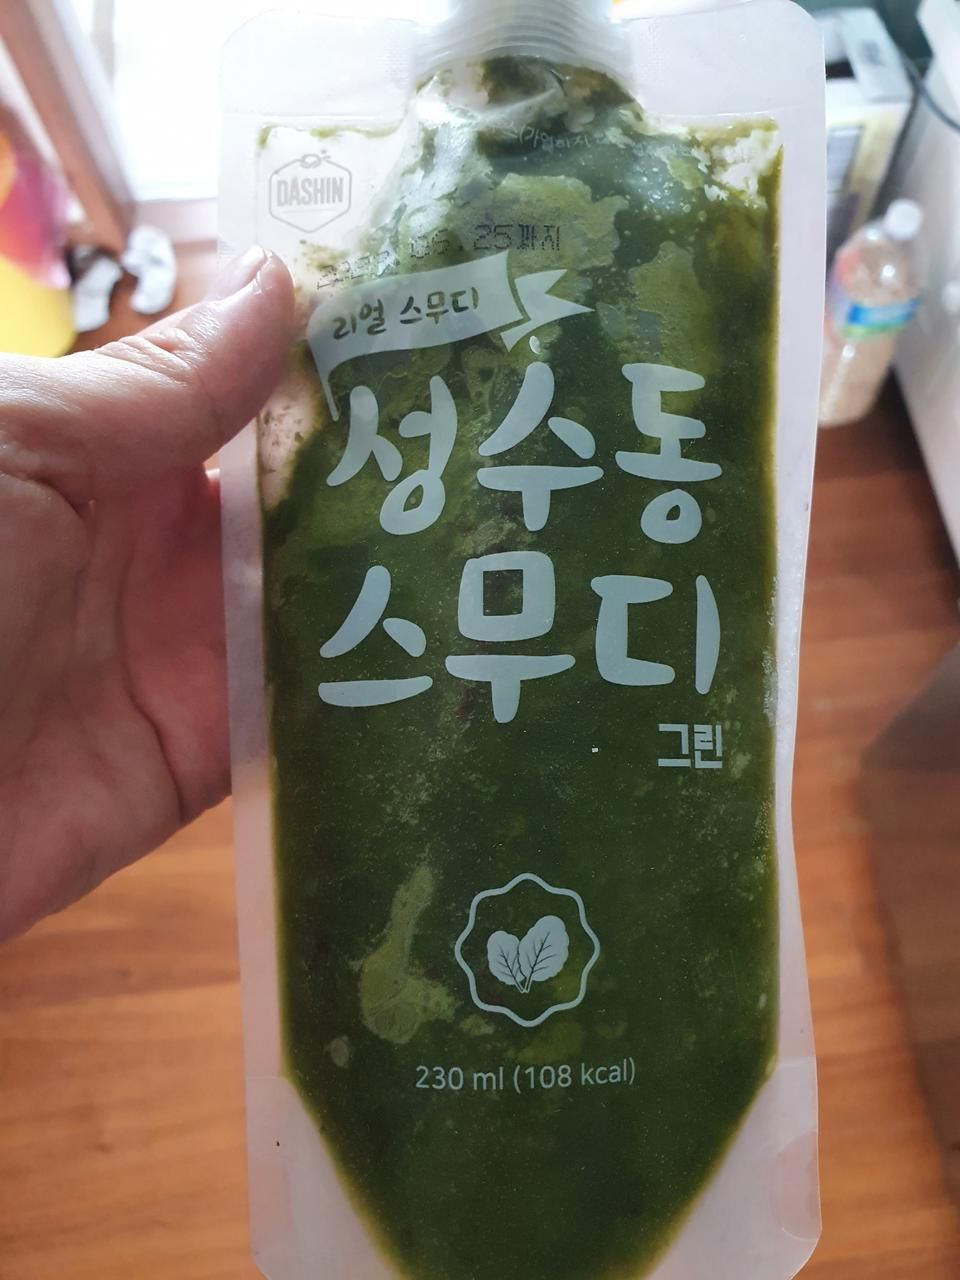 DASHIN
06.25까지
리얼 스무디
성수동
스무디
그린
230 ml (108 kcal)